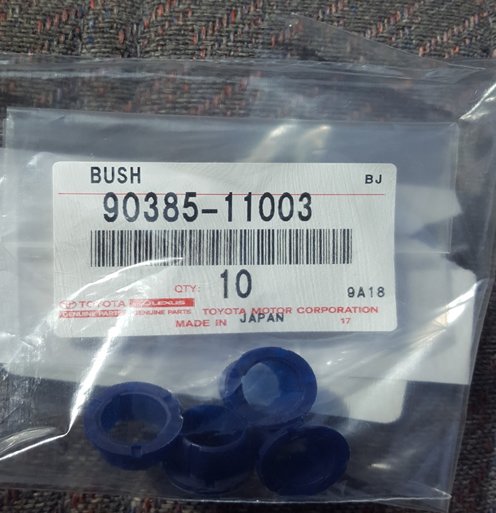 BUSH BJ
90385-11003
QTY: 10 9A18
TOYOTA LEXUS TOYOTA MOTOR CORPORATION
GENUINE PARTS GENUINE PARTS MADE IN JAPAN 17